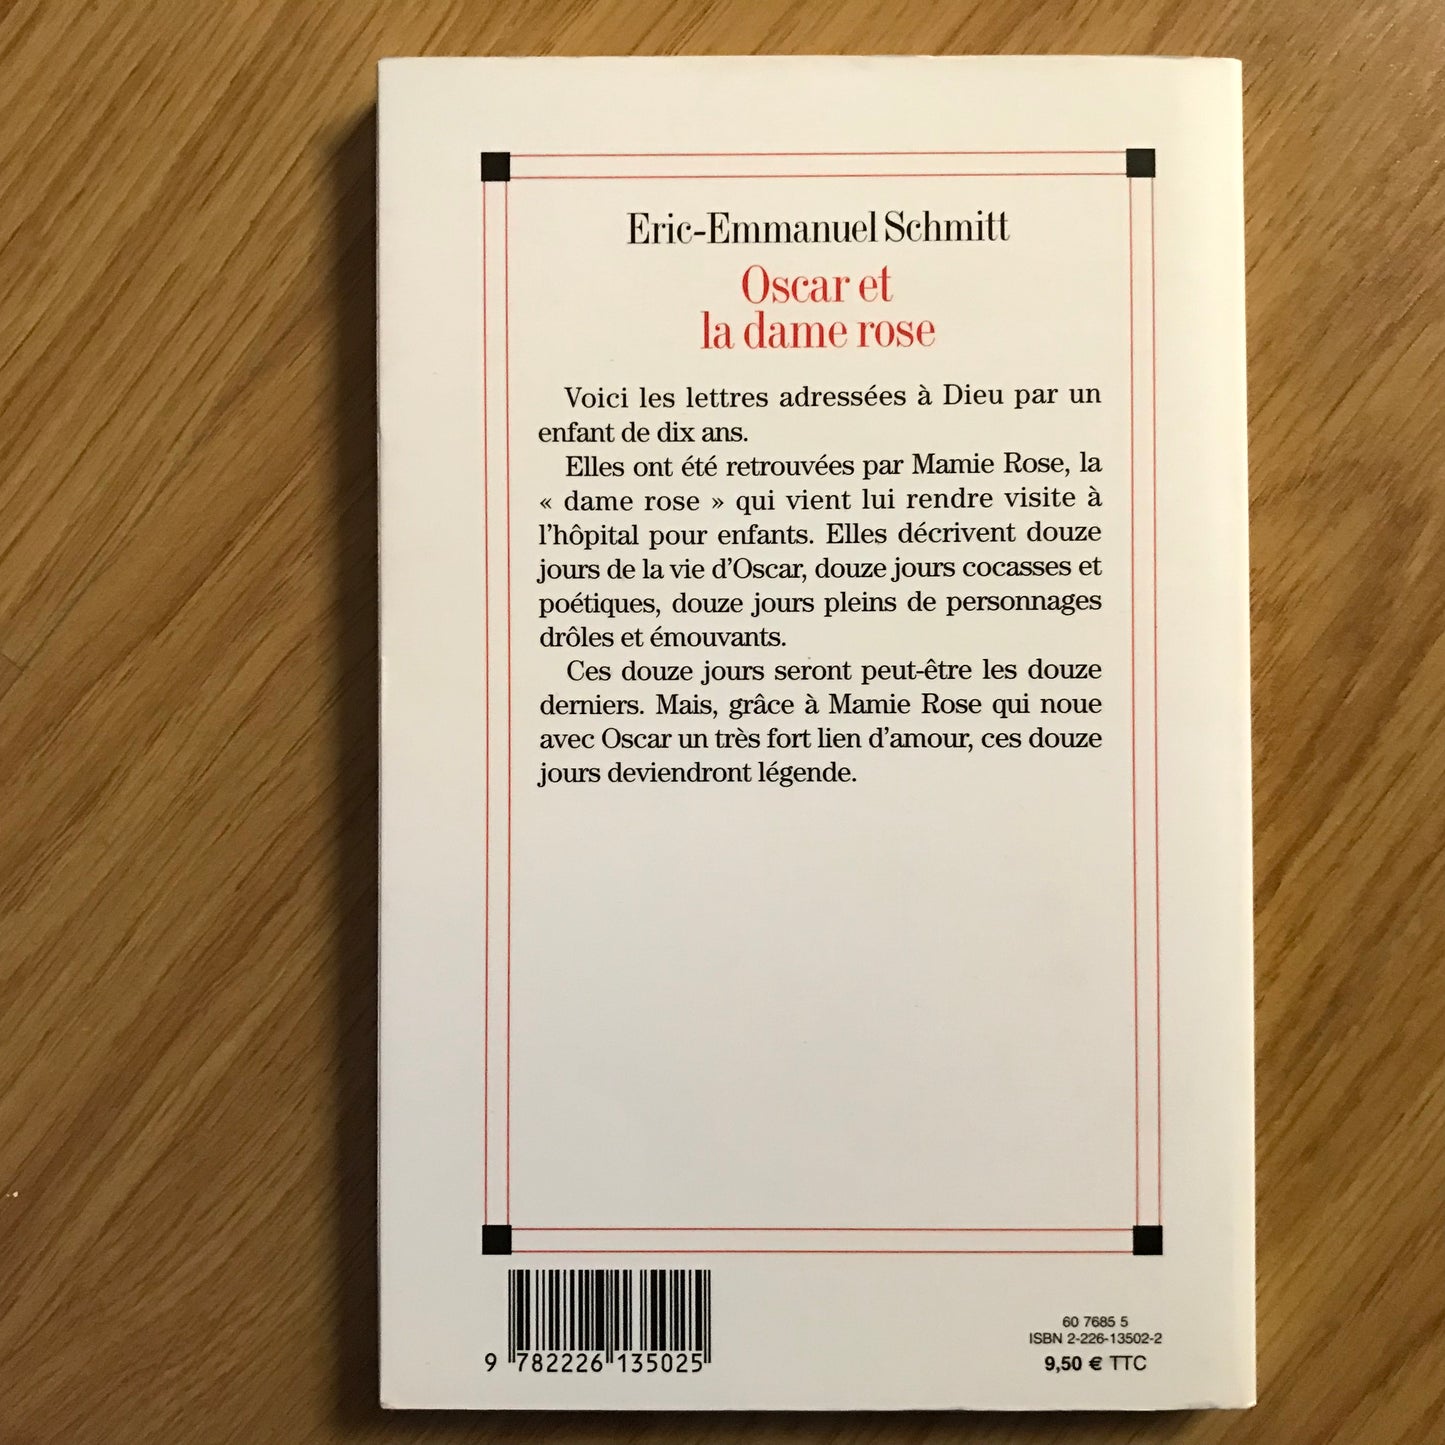 Eric-Emmanuel Schmitt
Oscar et
la dame rose
Voici les lettres adressées à Dieu par un
enfant de dix ans.
Elles ont été retrouvées par Mamie Rose, la
« dame rose » qui vient lui rendre visite à
l’hôpital pour enfants. Elles décrivent douze
jours de la vie d’Oscar, douze jours cocasses et
poétiques, douze jours pleins de personnages
drôles et émouvants.
Ces douze jours seront peut-être les douze
derniers. Mais, grâce à Mamie Rose qui noue
avec Oscar un très fort lien d’amour, ces douze
jours deviendront légende.
9 782226 135025
60 7685 5
ISBN 2-226-13502-2
9,50 € TTC